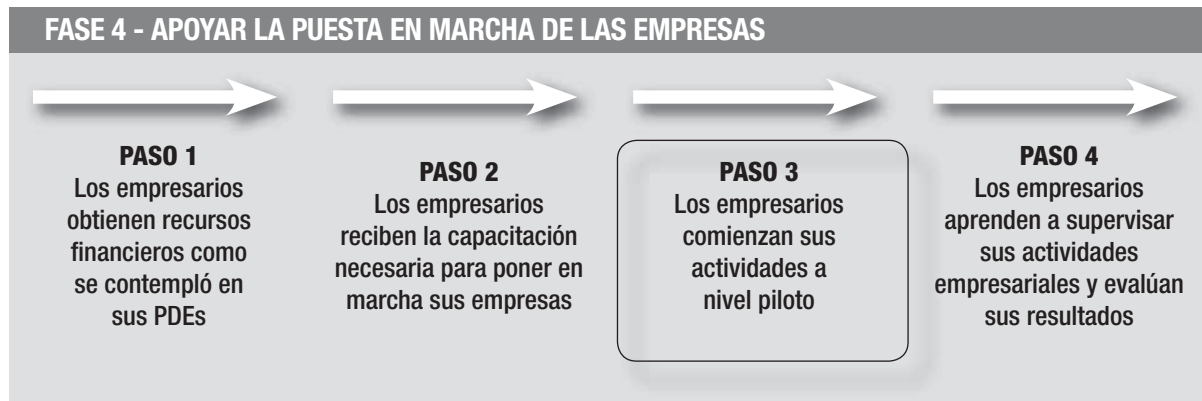 FASE 4 - APOYAR LA PUESTA EN MARCHA DE LAS EMPRESAS
PASO 1
Los empresarios
obtienen recursos
financieros como
se contempló en
sus PDEs
PASO 2
Los empresarios
reciben la capacitación
necesaria para poner en
marcha sus empresas
PASO 3
Los empresarios
comienzan sus
actividades a
nivel piloto
PASO 4
Los empresarios
aprenden a supervisar
sus actividades
empresariales y evalúan
sus resultados